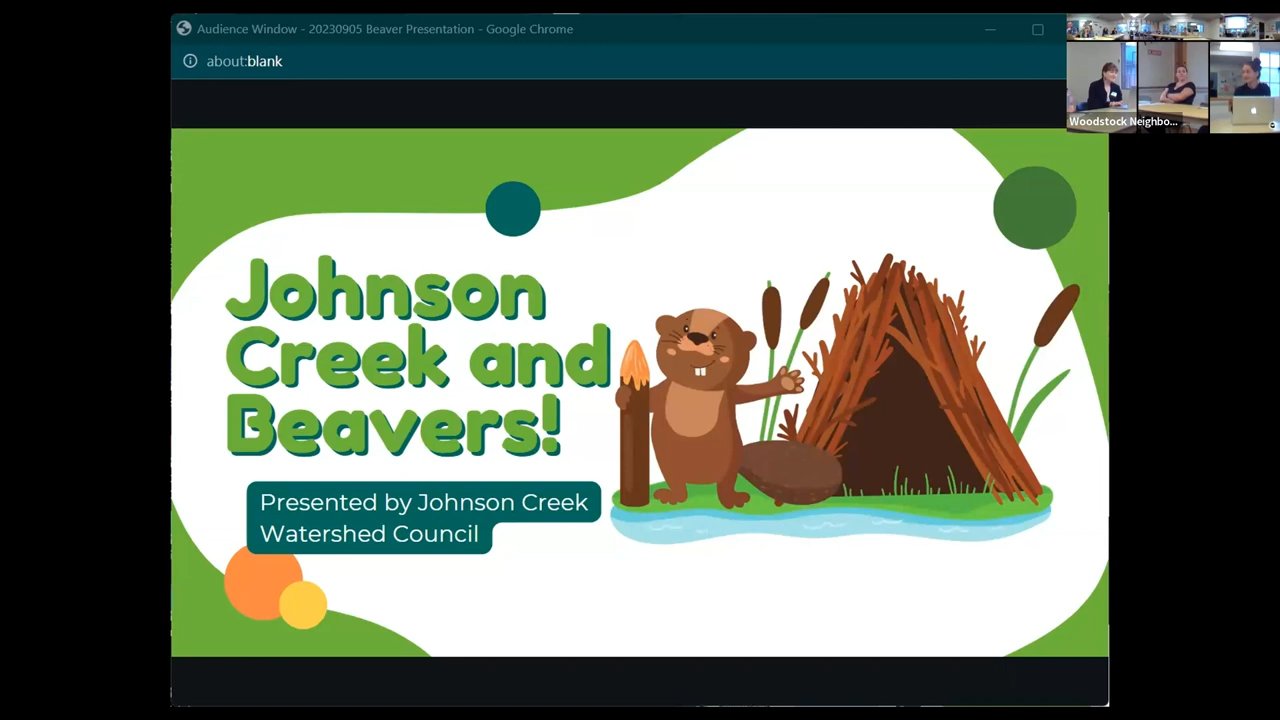 Audience Window - 20230905 Beaver Presentation - Google Chrome
about:blank
Woodstock Neighbo...
Johnson
Creek and
Beavers!
Presented by Johnson Creek
Watershed Council